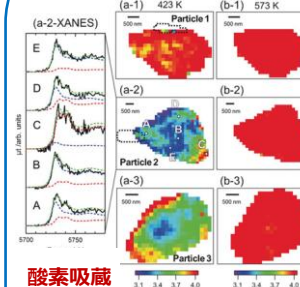 (a-2-XANES)
(a-1) 423 K
(b-1) 573 K
Particle 1
500 nm
500 nm
E
D
C
B
A
μt /arb. units
5700 5750
(a-2)
(b-2)
D
A
B
C
500 nm
500 nm
Particle 2
(a-3)
(b-3)
500 nm
500 nm
Particle 3
3.1 3.4 3.7 4.0
3.1 3.4 3.7 4.0
酸素吸蔵